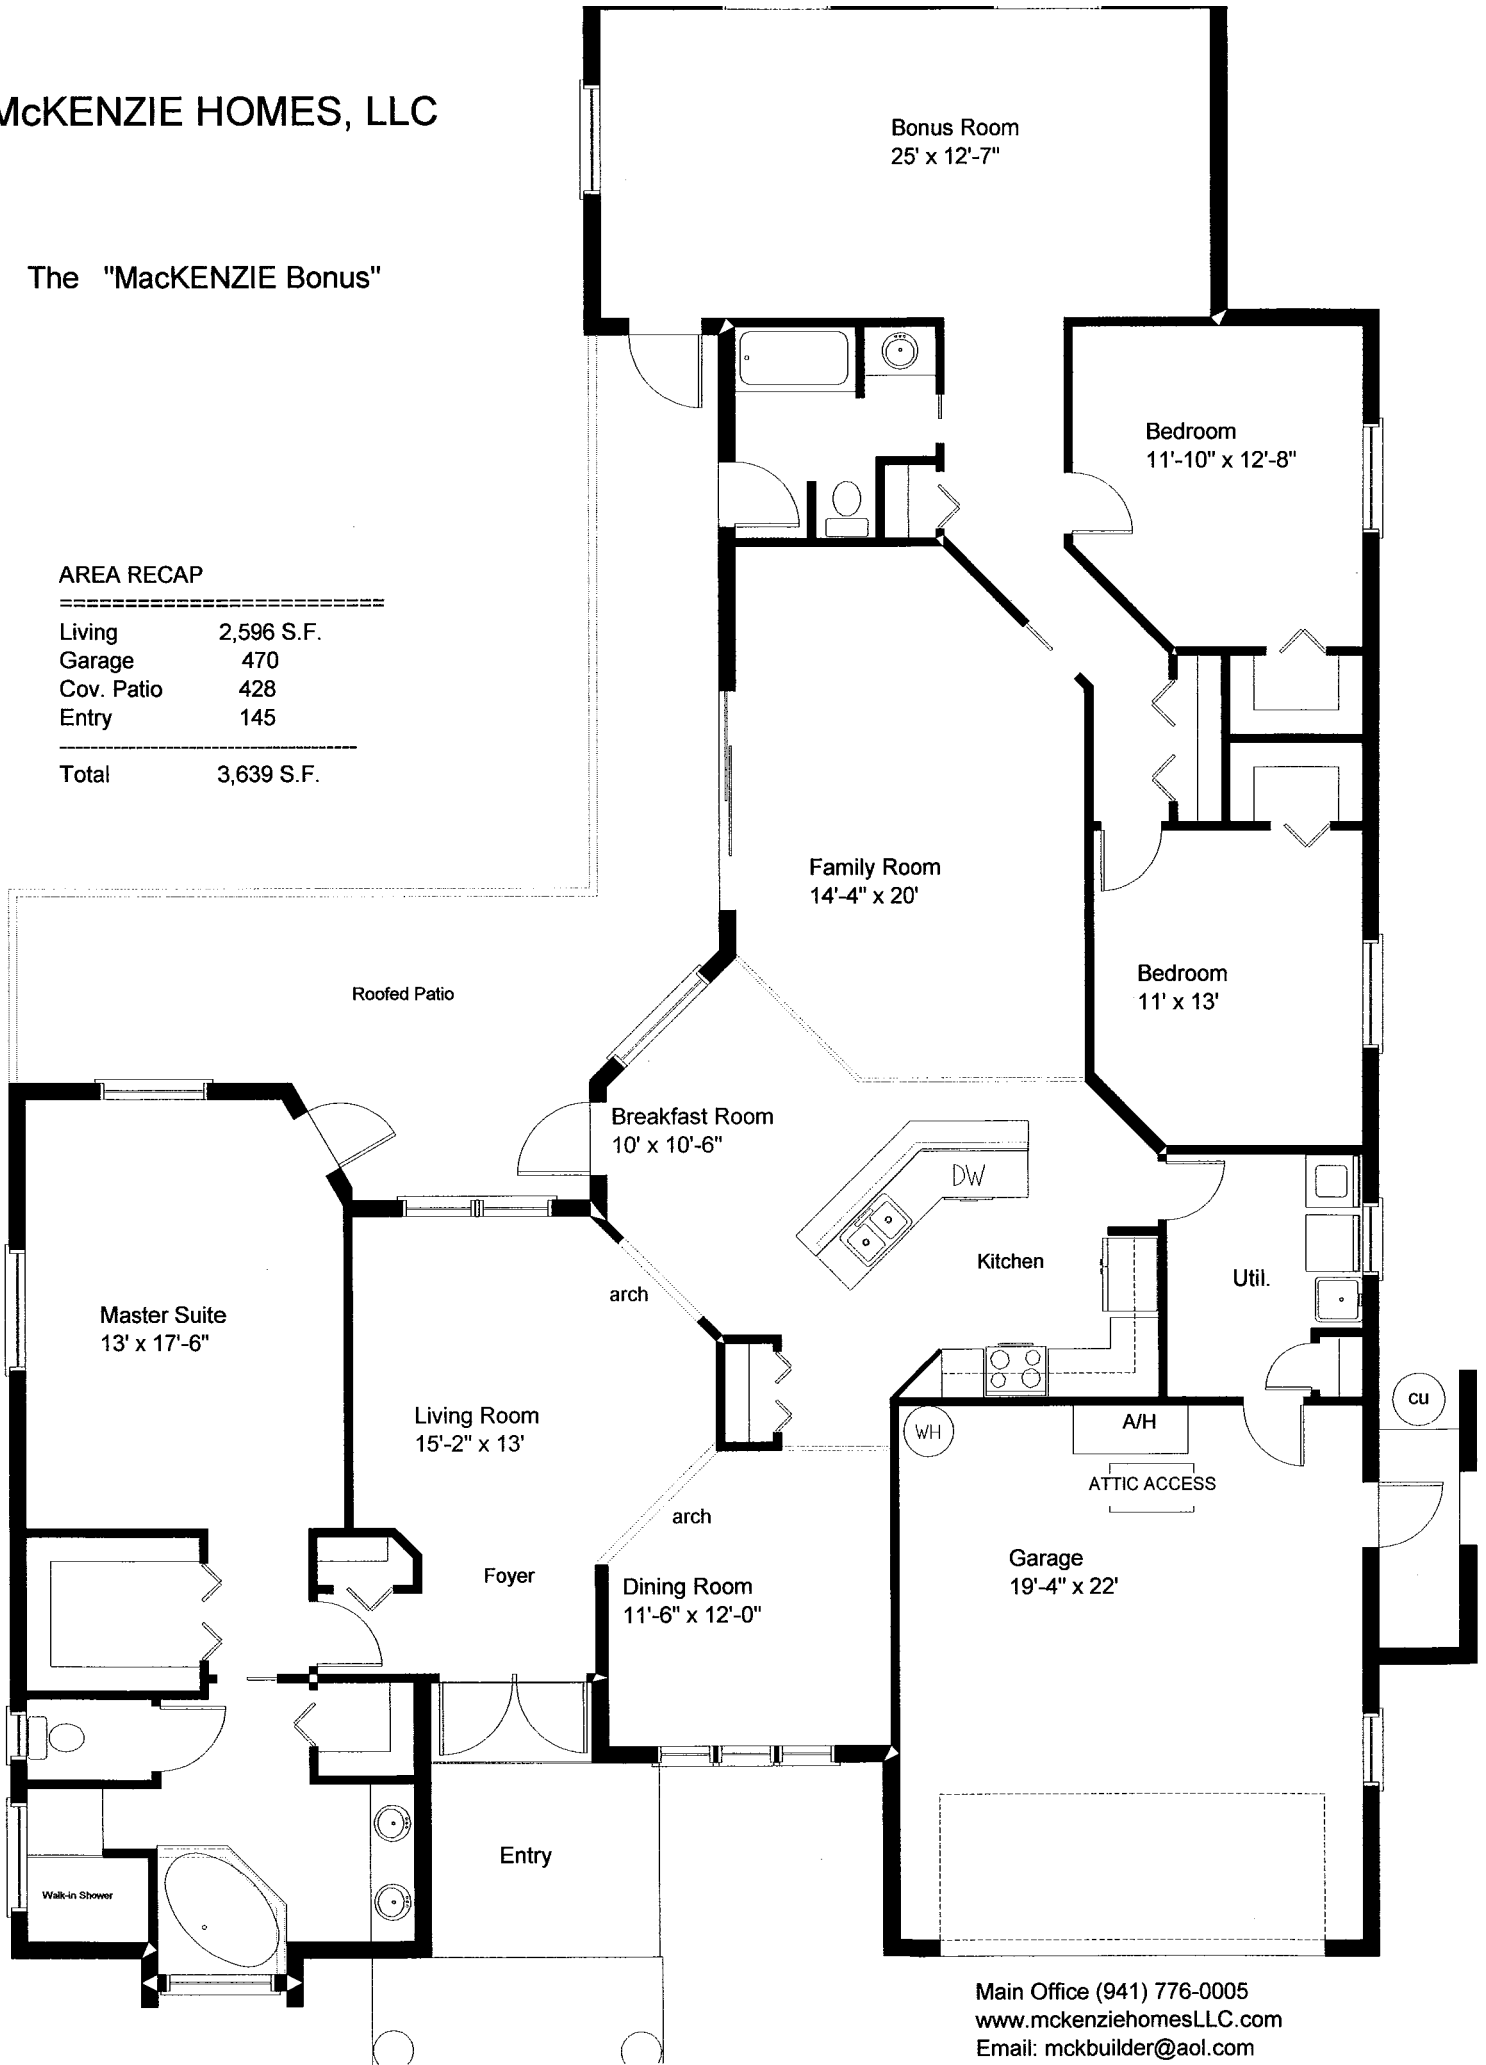 McKENZIE HOMES, LLC
The "MacKENZIE Bonus"
Bonus Room
25' x 12'-7"
Bedroom
11'-10" x 12'-8"
AREA RECAP
==========================
Living 2,596 S.F.
Garage 470
Cov. Patio 428
Entry 145
------------------------------------------
Total 3,639 S.F.
Family Room
14'-4" x 20'
Bedroom
11' x 13'
Roofed Patio
Breakfast Room
10' x 10'-6"
DW
Kitchen
Util.
arch
Master Suite
13' x 17'-6"
Living Room
15'-2" x 13'
cu
WH
A/H
ATTIC ACCESS
arch
Foyer
Dining Room
11'-6" x 12'-0"
Garage
19'-4" x 22'
Entry
Walk-in Shower
Main Office (941) 776-0005
www.mckenziehomesLLC.com
Email: mckbuilder@aol.com